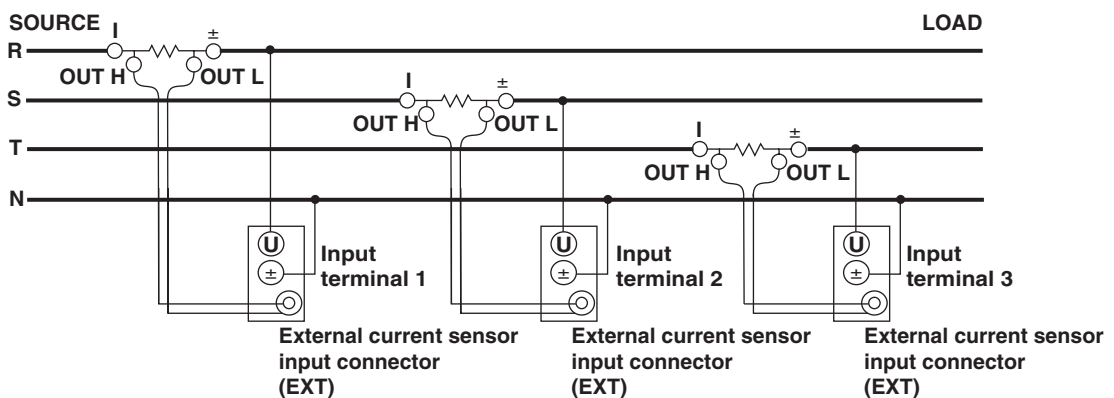 SOURCE
LOAD
I
±
R
OUT H
OUT L
I
±
S
OUT H
OUT L
I
±
T
OUT H
OUT L
N
U
±
Input
terminal 1
U
±
Input
terminal 2
U
±
Input
terminal 3
External current sensor
input connector
(EXT)
External current sensor
input connector
(EXT)
External current sensor
input connector
(EXT)